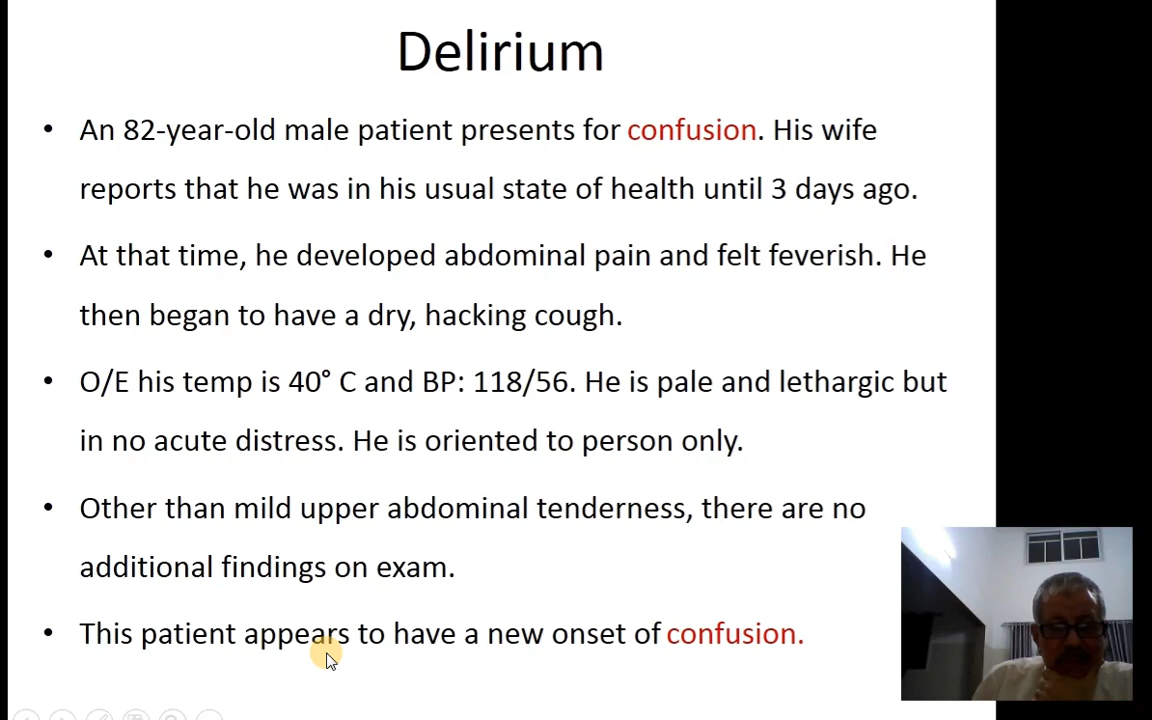 Delirium
• An 82-year-old male patient presents for confusion. His wife
reports that he was in his usual state of health until 3 days ago.
• At that time, he developed abdominal pain and felt feverish. He
then began to have a dry, hacking cough.
• O/E his temp is 40° C and BP: 118/56. He is pale and lethargic but
in no acute distress. He is oriented to person only.
• Other than mild upper abdominal tenderness, there are no
additional findings on exam.
• This patient appears to have a new onset of confusion.